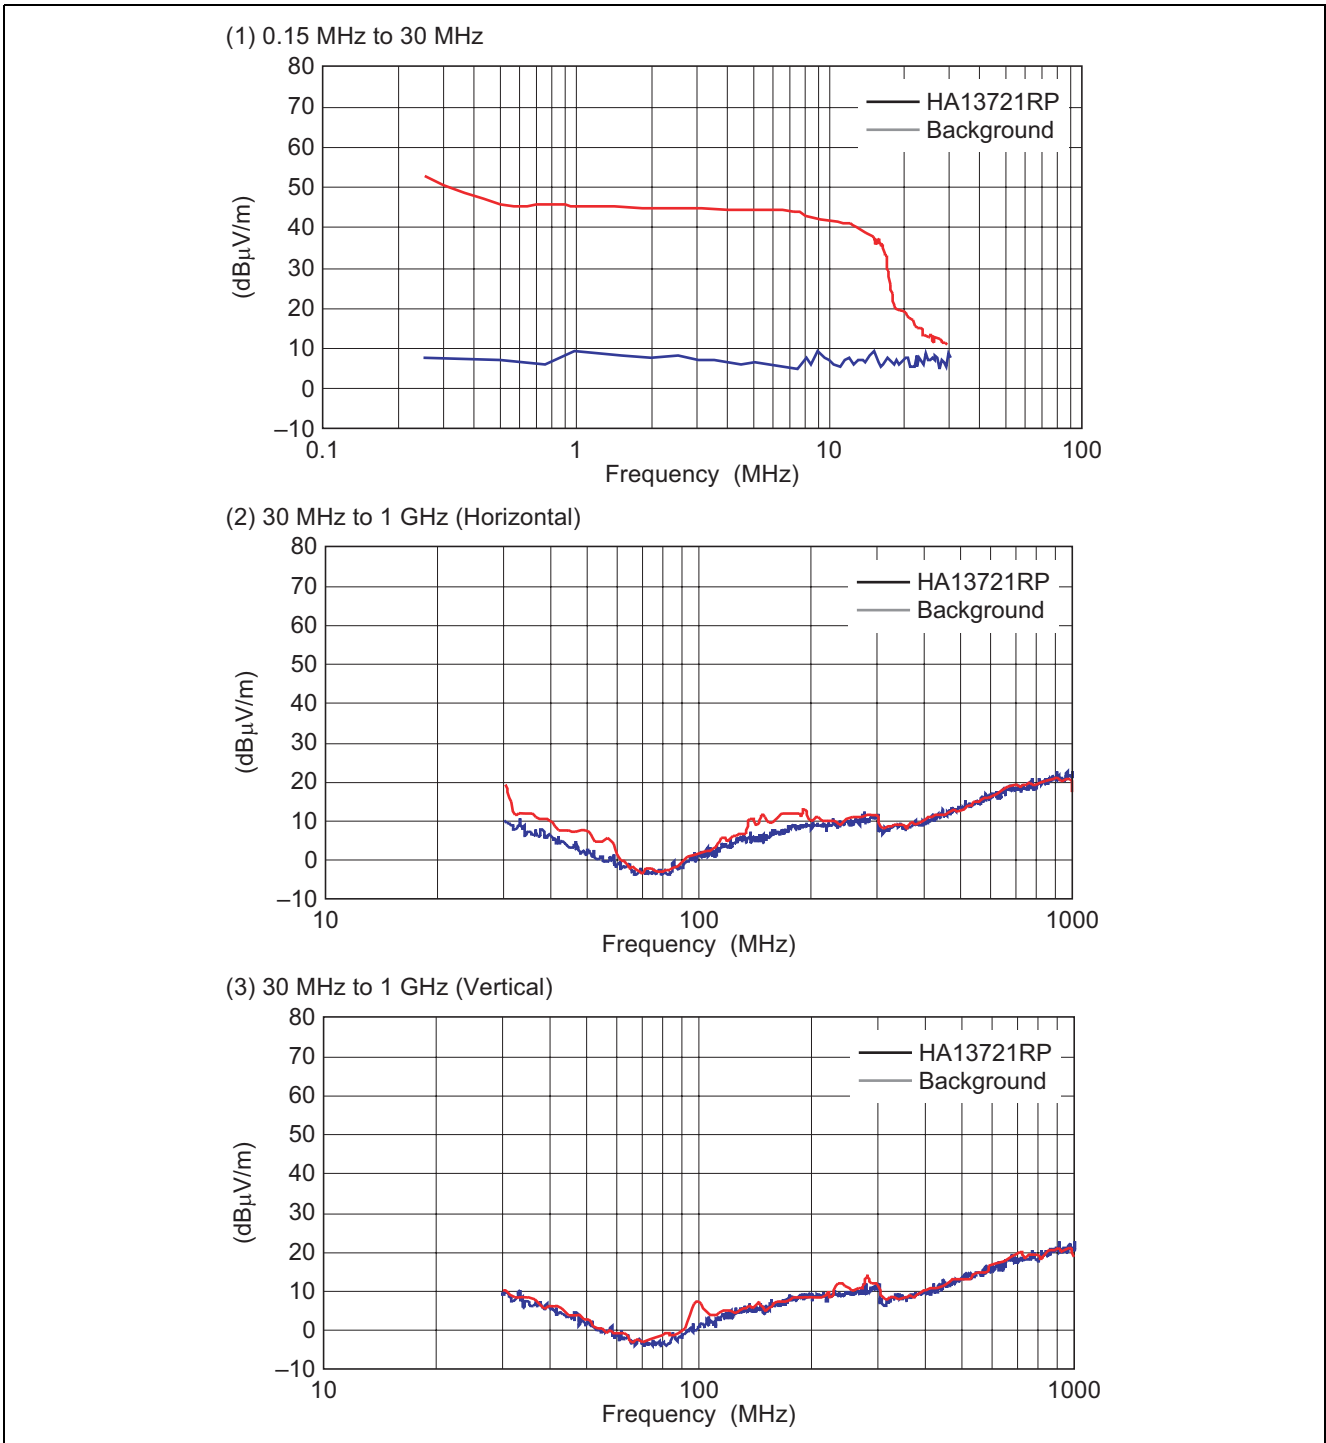 (1) 0.15 MHz to 30 MHz
80
70
60
50
40
30
20
10
0
–10
(dBμV/m)
HA13721RP
Background
0.1
1
10
100
Frequency (MHz)
(2) 30 MHz to 1 GHz (Horizontal)
80
70
60
50
40
30
20
10
0
–10
(dBμV/m)
HA13721RP
Background
10
100
1000
Frequency (MHz)
(3) 30 MHz to 1 GHz (Vertical)
80
70
60
50
40
30
20
10
0
–10
(dBμV/m)
HA13721RP
Background
10
100
1000
Frequency (MHz)